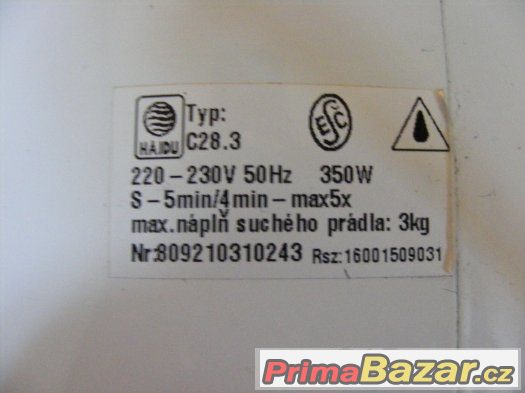 HAJDU
Typ:
C28.3
ESČ
220-230V 50Hz 350W
S-5min/4min-max5x
max.náplň suchého prádla: 3kg
Nr:809210310243 Rsz:16001509031
PrimaBazar.cz